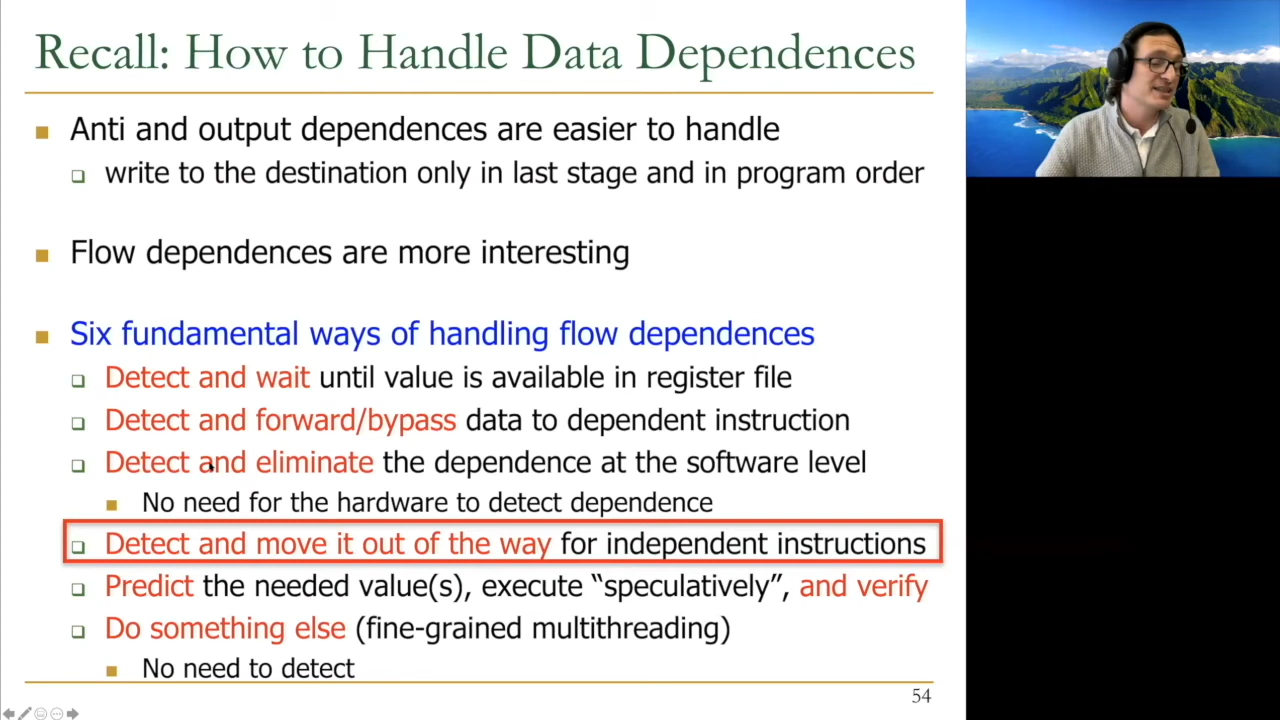 Recall: How to Handle Data Dependences
Anti and output dependences are easier to handle
write to the destination only in last stage and in program order
Flow dependences are more interesting
Six fundamental ways of handling flow dependences
Detect and wait until value is available in register file
Detect and forward/bypass data to dependent instruction
Detect and eliminate the dependence at the software level
No need for the hardware to detect dependence
Detect and move it out of the way for independent instructions
Predict the needed value(s), execute “speculatively”, and verify
Do something else (fine-grained multithreading)
No need to detect
54